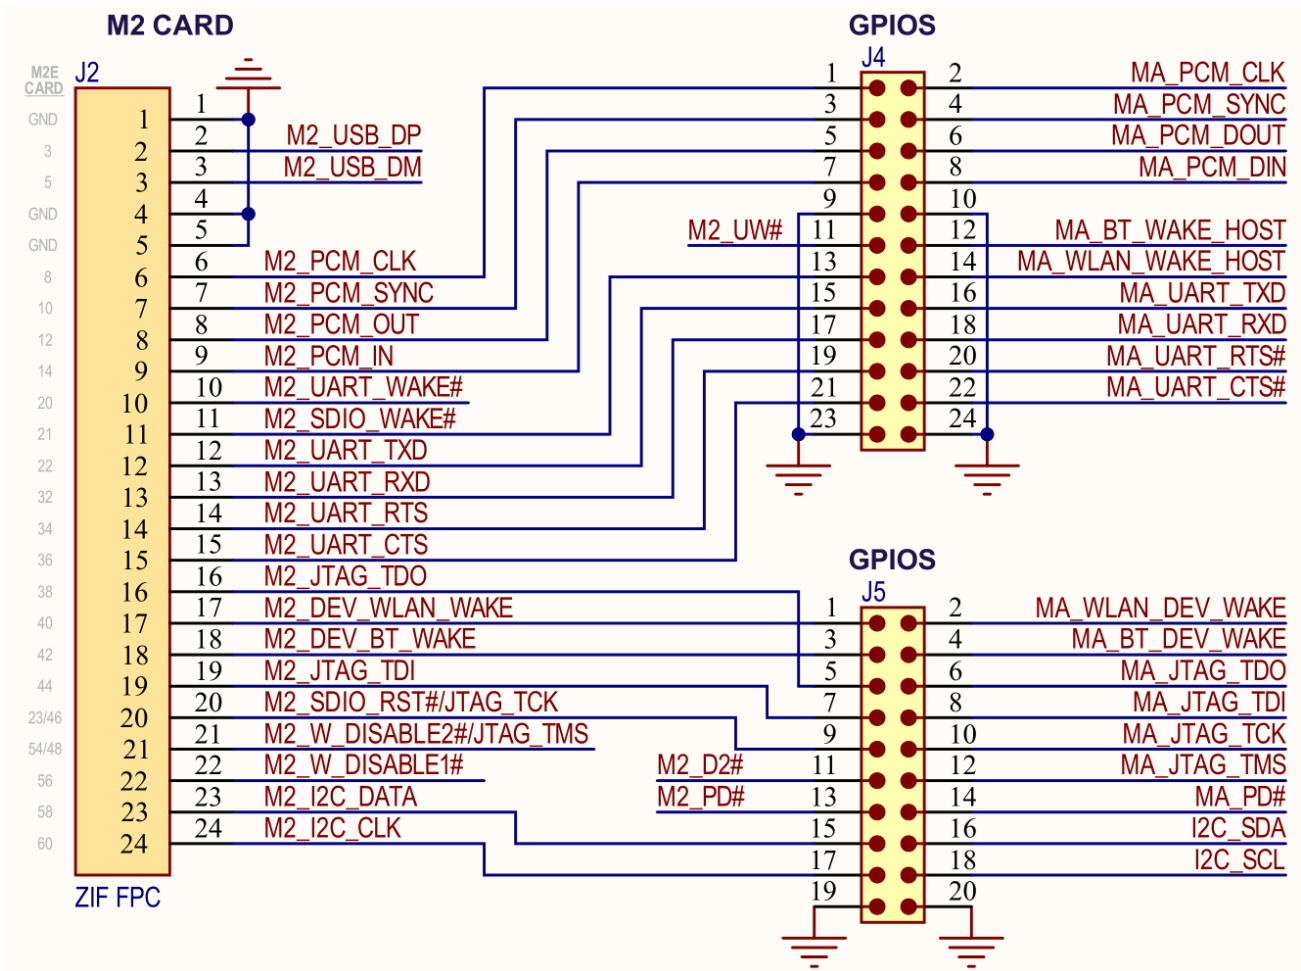 M2 CARD
GPIOS
M2E
CARD
J2
J4
1 2 MA_PCM_CLK
GND 1 1
3 4 MA_PCM_SYNC
3 2 2 M2_USB_DP
5 6 MA_PCM_DOUT
5 3 3 M2_USB_DM
7 8 MA_PCM_DIN
GND 4 4
9 10
GND 5 5
M2_UW# 11 12 MA_BT_WAKE_HOST
8 6 6 M2_PCM_CLK
13 14 MA_WLAN_WAKE_HOST
10 7 7 M2_PCM_SYNC
15 16 MA_UART_TXD
12 8 8 M2_PCM_OUT
17 18 MA_UART_RXD
14 9 9 M2_PCM_IN
19 20 MA_UART_RTS#
20 10 10 M2_UART_WAKE#
21 22 MA_UART_CTS#
21 11 11 M2_SDIO_WAKE#
23 24
22 12 12 M2_UART_TXD
32 13 13 M2_UART_RXD
34 14 14 M2_UART_RTS
36 15 15 M2_UART_CTS
GPIOS
38 16 16 M2_JTAG_TDO
J5
40 17 17 M2_DEV_WLAN_WAKE
1 2 MA_WLAN_DEV_WAKE
42 18 18 M2_DEV_BT_WAKE
3 4 MA_BT_DEV_WAKE
44 19 19 M2_JTAG_TDI
5 6 MA_JTAG_TDO
23/46 20 20 M2_SDIO_RST#/JTAG_TCK
7 8 MA_JTAG_TDI
54/48 21 21 M2_W_DISABLE2#/JTAG_TMS
9 10 MA_JTAG_TCK
56 22 22 M2_W_DISABLE1#
M2_D2# 11 12 MA_JTAG_TMS
58 23 23 M2_I2C_DATA
M2_PD# 13 14 MA_PD#
60 24 24 M2_I2C_CLK
15 16 I2C_SDA
17 18 I2C_SCL
19 20
ZIF FPC